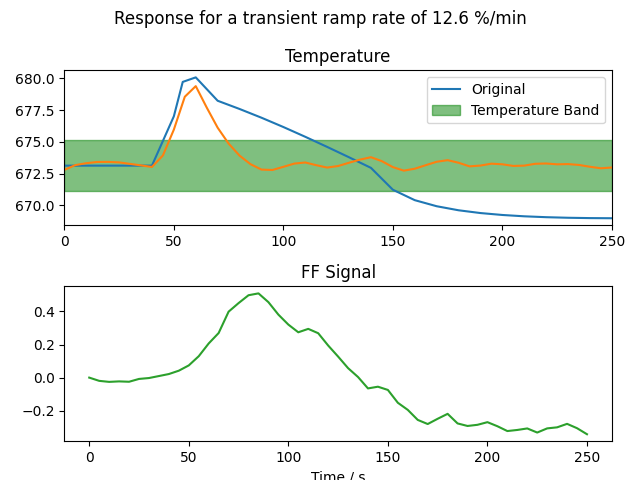 Response for a transient ramp rate of 12.6 %/min
Temperature
680.0
677.5
675.0
672.5
670.0
Original
Temperature Band
0 50 100 150 200 250
FF Signal
0.4
0.2
0.0
−0.2
0 50 100 150 200 250
Time / s